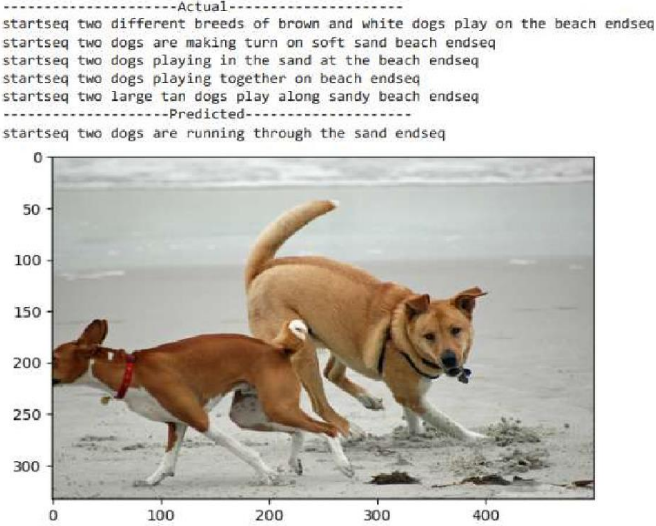 --------------------Actual--------------------
startseq two different breeds of brown and white dogs play on the beach endseq
startseq two dogs are making turn on soft sand beach endseq
startseq two dogs playing in the sand at the beach endseq
startseq two dogs playing together on beach endseq
startseq two large tan dogs play along sandy beach endseq
-------------------Predicted-------------------
startseq two dogs are running through the sand endseq
0
50
100
150
200
250
300
0 100 200 300 400